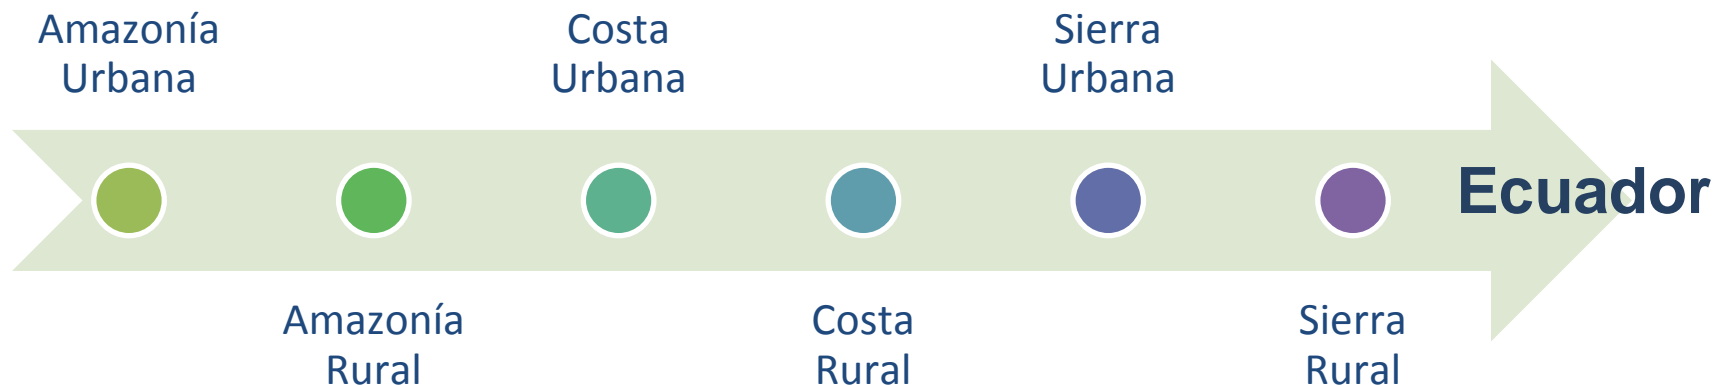 Amazonía
Urbana
Costa
Urbana
Sierra
Urbana
Ecuador
Amazonía
Rural
Costa
Rural
Sierra
Rural